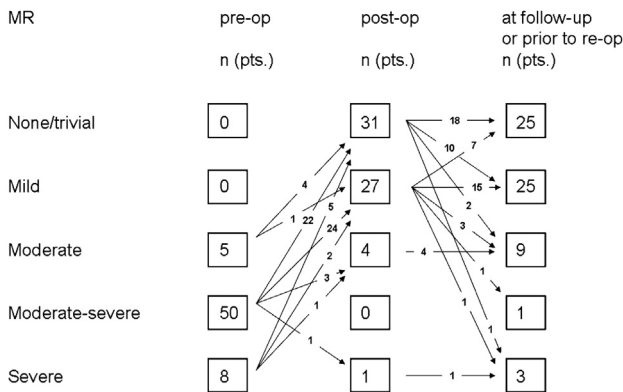 MR pre-op post-op at follow-up
or prior to re-op
n (pts.) n (pts.) n (pts.)
None/trivial 0 31 18 25
10 7
4
Mild 0 27 15 25
5 2
1 22 3
24
Moderate 5 2 4 4 9
3 1
1 1
Moderate-severe 50 0 1
1 1
Severe 8 1 1 3